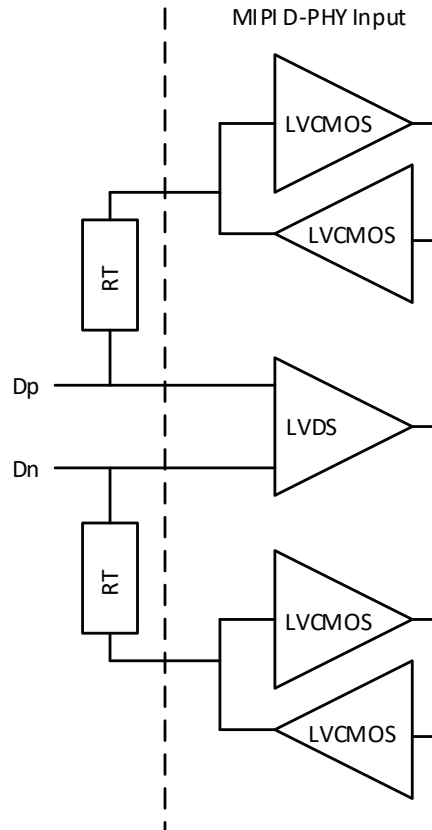 MIPI D-PHY Input
LVCMOS
LVCMOS
RT
Dp
LVDS
Dn
RT
LVCMOS
LVCMOS